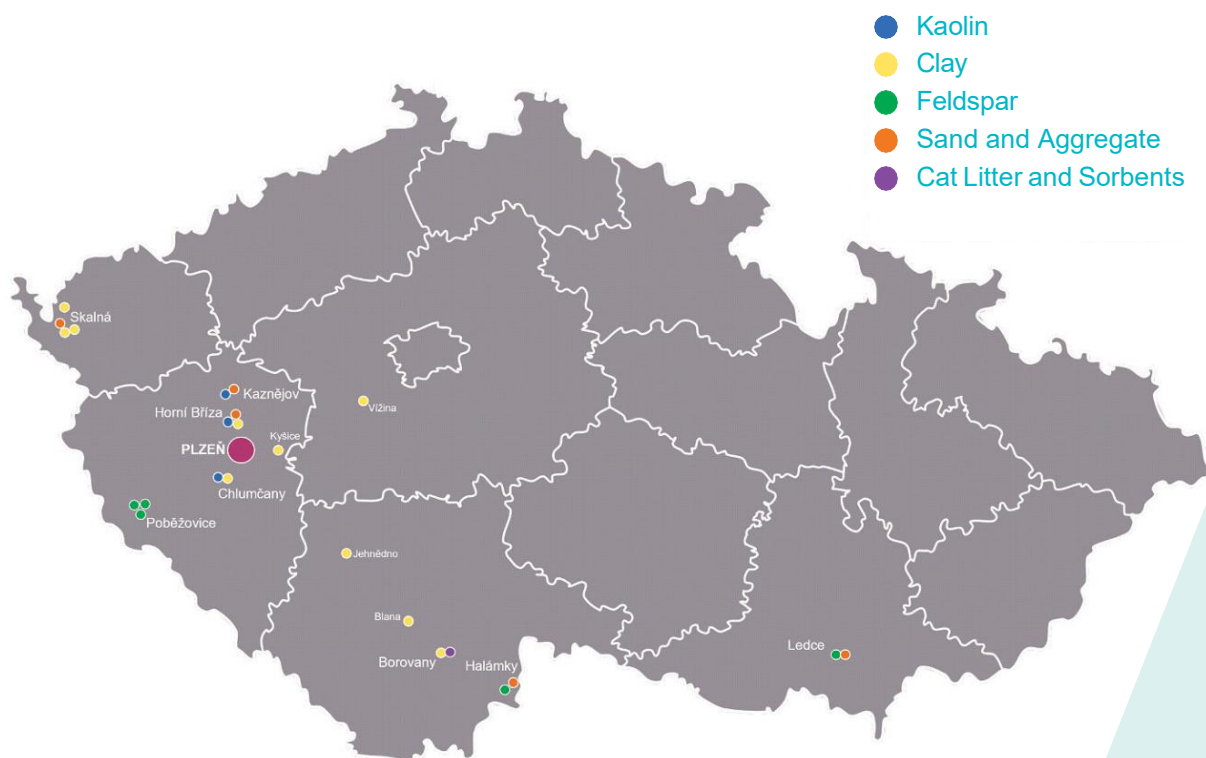 Kaolin
Clay
Feldspar
Sand and Aggregate
Cat Litter and Sorbents
Skalná
Kaznějov
Vížina
Horní Bříza
Kyšice
PLZEŇ
Chlumčany
Poběžovice
Jehnědno
Blana
Borovany
Halámky
Ledce